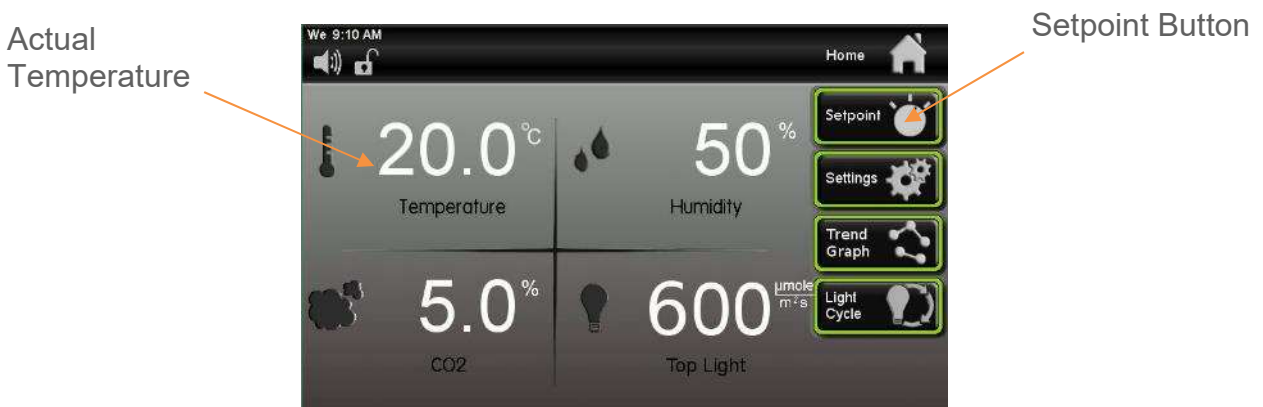 Actual
Temperature
Setpoint Button
We 9:10 AM
Home
20.0°C
Temperature
50%
Humidity
5.0%
CO2
600 µmole
m²s
Top Light
Setpoint
Settings
Trend
Graph
Light
Cycle